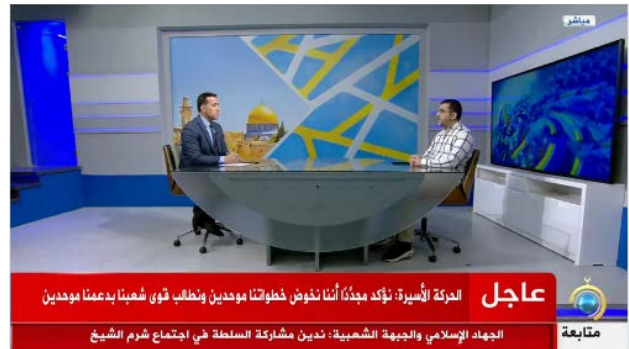 مباشر
عاجل
الحركة الأسيرة: نؤكد مجدّدًا أننا نخوض خطواتنا موحدين ونطالب قوى شعبنا بدعمنا موحدين
متابعة
الجهاد الإسلامي والجبهة الشعبية: ندين مشاركة السلطة في اجتماع شرم الشيخ